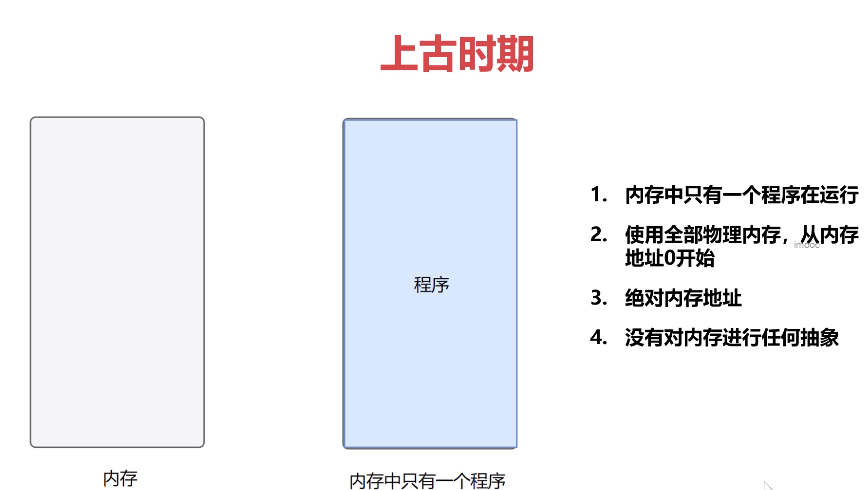 上古时期
程序
内存
内存中只有一个程序
1. 内存中只有一个程序在运行
2. 使用全部物理内存，从内存
地址0开始
3. 绝对内存地址
4. 没有对内存进行任何抽象